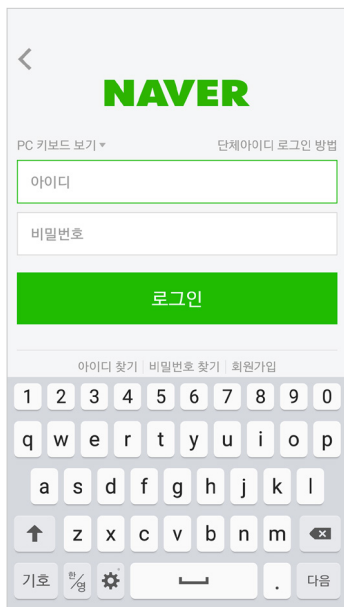 NAVER
PC 키보드 보기 ▾ 단체아이디 로그인 방법
아이디
비밀번호
로그인
아이디 찾기 | 비밀번호 찾기 | 회원가입
1 2 3 4 5 6 7 8 9 0
q w e r t y u i o p
a s d f g h j k l
z x c v b n m
기호 한/영 . 다음